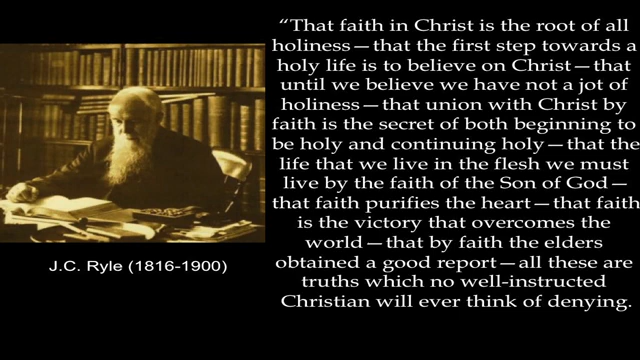 “That faith in Christ is the root of all
holiness—that the first step towards a
holy life is to believe on Christ—that
until we believe we have not a jot of
holiness—that union with Christ by
faith is the secret of both beginning to
be holy and continuing holy—that the
life that we live in the flesh we must
live by the faith of the Son of God—
that faith purifies the heart—that faith
is the victory that overcomes the
world—that by faith the elders
obtained a good report—all these are
truths which no well-instructed
Christian will ever think of denying.
J.C. Ryle (1816-1900)